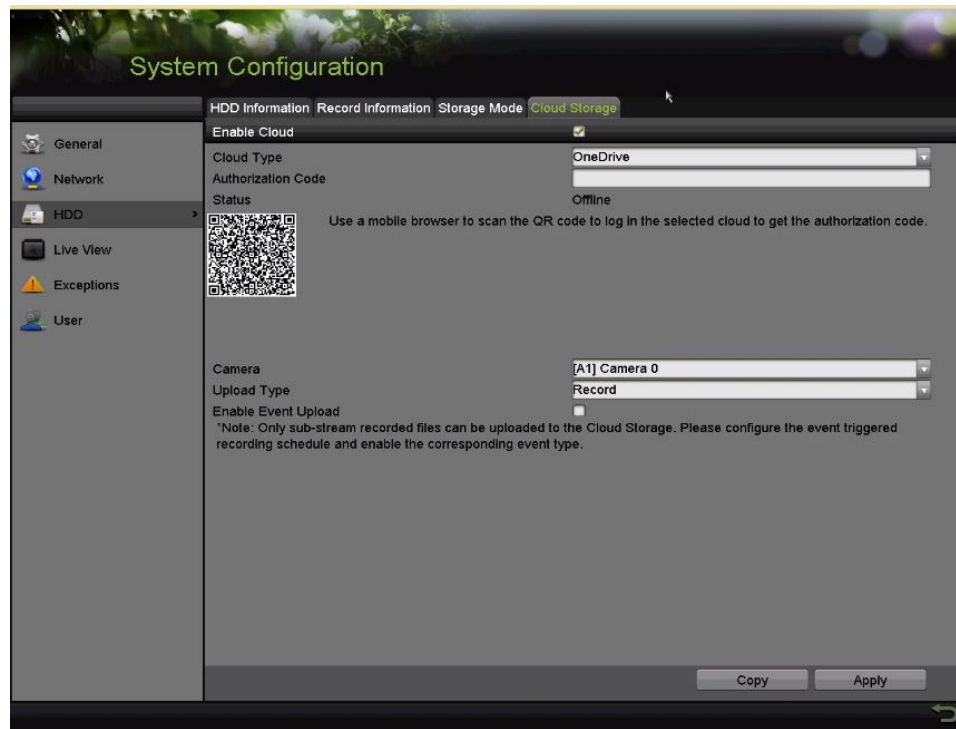 System Configuration
HDD Information Record Information Storage Mode Cloud Storage
General
Network
HDD
Live View
Exceptions
User
Enable Cloud
Cloud Type OneDrive
Authorization Code
Status Offline
Use a mobile browser to scan the QR code to log in the selected cloud to get the authorization code.
Camera [A1] Camera 0
Upload Type Record
Enable Event Upload
*Note: Only sub-stream recorded files can be uploaded to the Cloud Storage. Please configure the event triggered
recording schedule and enable the corresponding event type.
Copy Apply